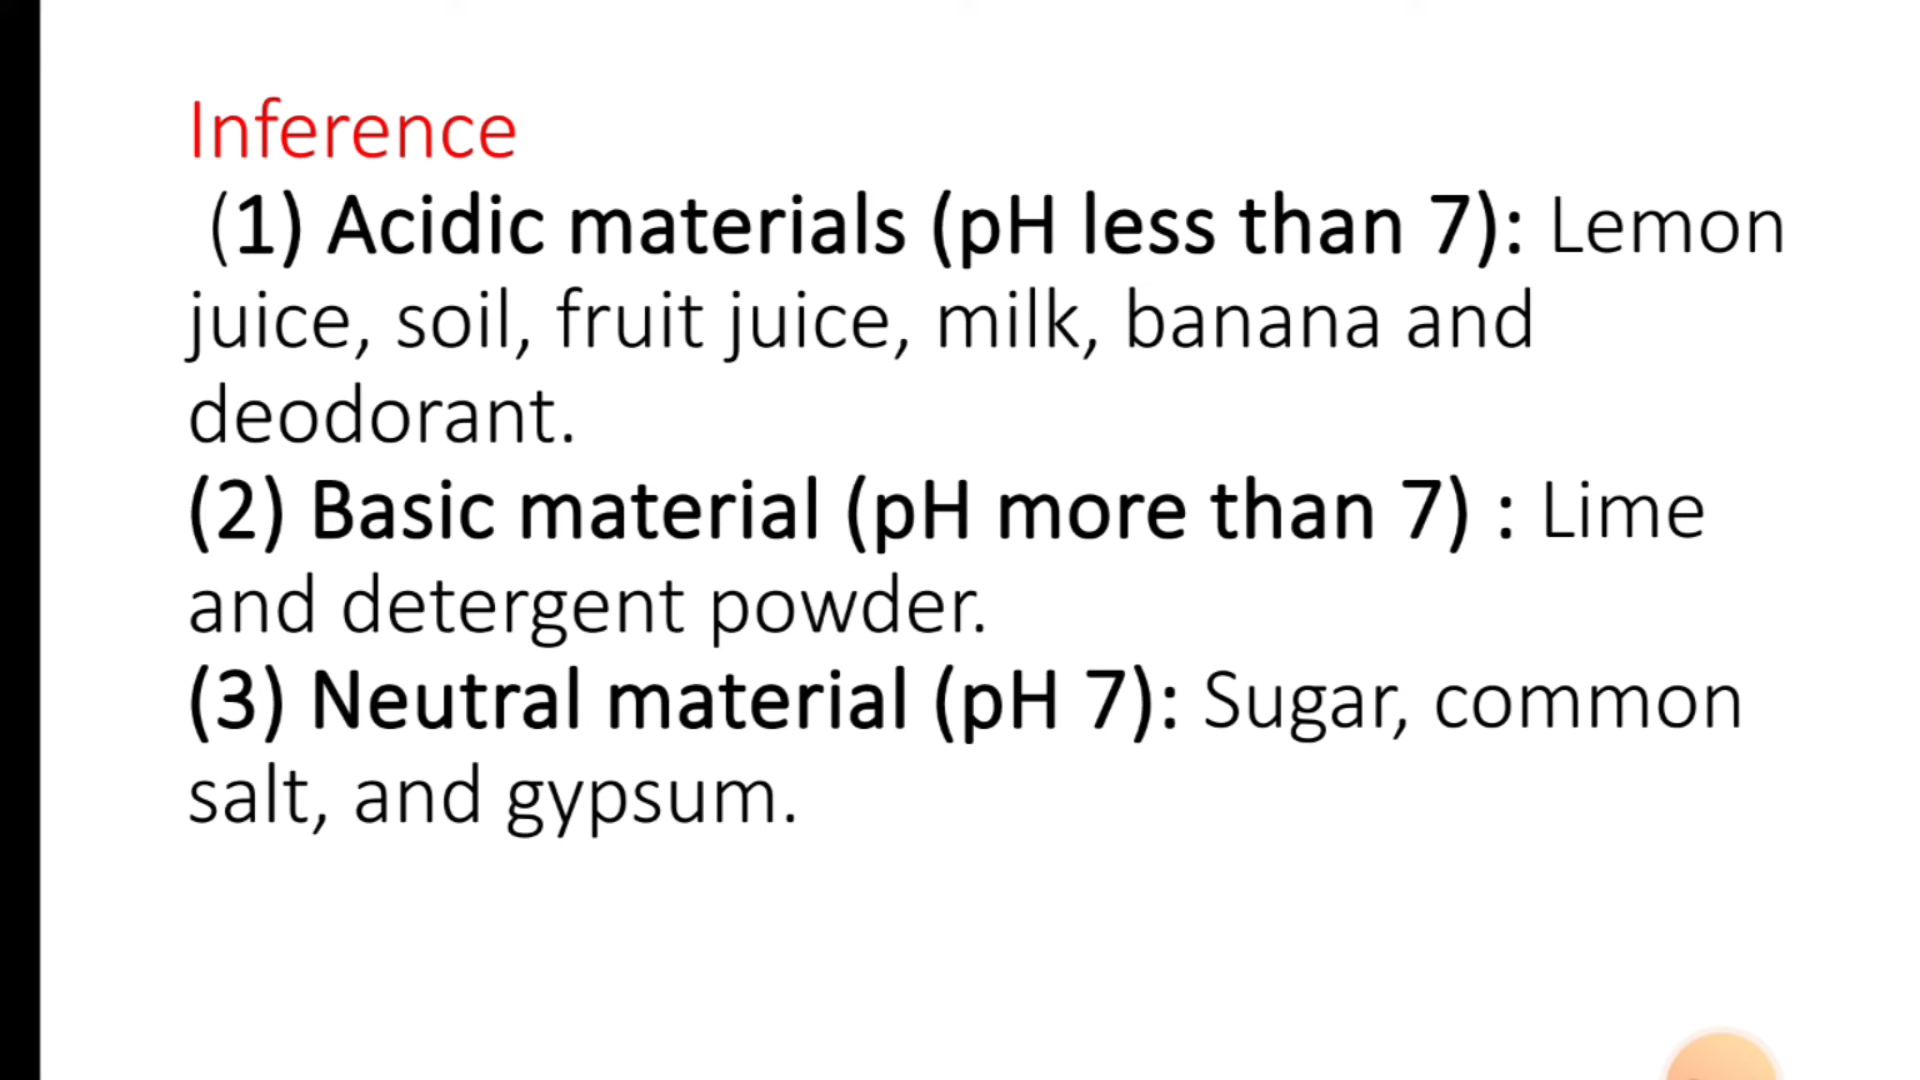 Inference
(1) Acidic materials (pH less than 7): Lemon
juice, soil, fruit juice, milk, banana and
deodorant.
(2) Basic material (pH more than 7) : Lime
and detergent powder.
(3) Neutral material (pH 7): Sugar, common
salt, and gypsum.